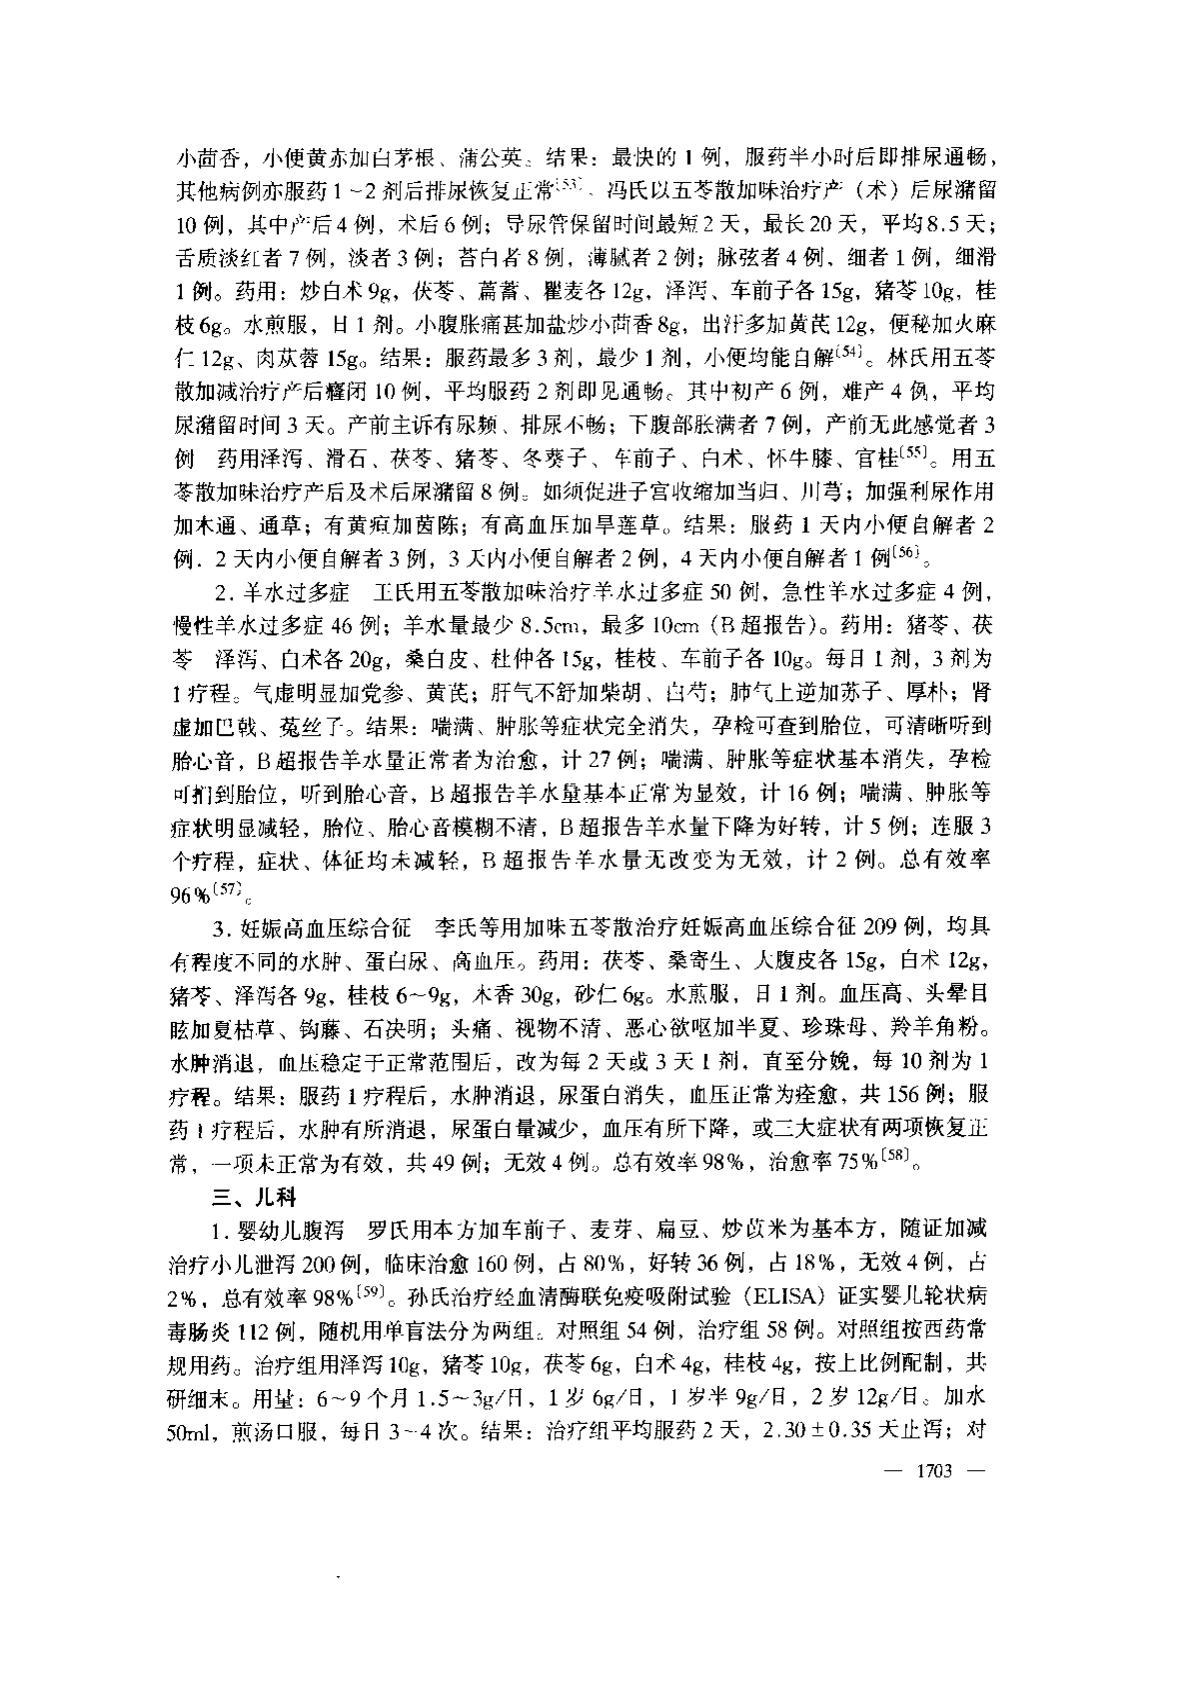 小茴香，小便黄赤加白茅根、蒲公英。结果：最快的1例，服药半小时后即排尿通畅，
其他病例亦服药1~2剂后排尿恢复正常〔53〕。冯氏以五苓散加味治疗产（术）后尿潴留
10例，其中产后4例，术后6例；导尿管保留时间最短2天，最长20天，平均8.5天；
舌质淡红者7例，淡者3例；苔白者8例，薄腻者2例；脉弦者4例，细者1例，细滑
1例。药用：炒白术9g，茯苓、萹蓄、瞿麦各12g，泽泻、车前子各15g，猪苓10g，桂
枝6g。水煎服，日1剂。小腹胀痛甚加盐炒小茴香8g，出汗多加黄芪12g，便秘加火麻
仁12g、肉苁蓉15g。结果：服药最多3剂，最少1剂，小便均能自解〔54〕。林氏用五苓
散加减治疗产后癃闭10例，平均服药2剂即见通畅。其中初产6例，难产4例，平均
尿潴留时间3天。产前主诉有尿频、排尿不畅；下腹部胀满者7例，产前无此感觉者3
例 药用泽泻、滑石、茯苓、猪苓、冬葵子、车前子、白术、怀牛膝、官桂〔55〕。用五
苓散加味治疗产后及术后尿潴留8例。如须促进子宫收缩加当归、川芎；加强利尿作用
加木通、通草；有黄疸加茵陈；有高血压加旱莲草。结果：服药1天内小便自解者2
例．2天内小便自解者3例，3天内小便自解者2例，4天内小便自解者1例〔56〕。
2. 羊水过多症 王氏用五苓散加味治疗羊水过多症50例，急性羊水过多症4例，
慢性羊水过多症46例；羊水量最少8.5cm，最多10cm（B超报告）。药用：猪苓、茯
苓 泽泻、白术各20g，桑白皮、杜仲各15g，桂枝、车前子各10g。每日1剂，3剂为
1疗程。气虚明显加党参、黄芪；肝气不舒加柴胡、白芍；肺气上逆加苏子、厚朴；肾
虚加巴戟、菟丝子。结果：喘满、肿胀等症状完全消失，孕检可查到胎位，可清晰听到
胎心音，B超报告羊水量正常者为治愈，计27例；喘满、肿胀等症状基本消失，孕检
可扪到胎位，听到胎心音，B超报告羊水量基本正常为显效，计16例；喘满、肿胀等
症状明显减轻，胎位、胎心音模糊不清，B超报告羊水量下降为好转，计5例；连服3
个疗程，症状、体征均未减轻，B超报告羊水量无改变为无效，计2例。总有效率
96%〔57〕。
3. 妊娠高血压综合征 李氏等用加味五苓散治疗妊娠高血压综合征209例，均具
有程度不同的水肿、蛋白尿、高血压。药用：茯苓、桑寄生、大腹皮各15g，白术12g，
猪苓、泽泻各9g，桂枝6~9g，木香30g，砂仁6g。水煎服，日1剂。血压高、头晕目
眩加夏枯草、钩藤、石决明；头痛、视物不清、恶心欲呕加半夏、珍珠母、羚羊角粉。
水肿消退，血压稳定于正常范围后，改为每2天或3天1剂，直至分娩，每10剂为1
疗程。结果：服药1疗程后，水肿消退，尿蛋白消失，血压正常为痊愈，共156例；服
药1疗程后，水肿有所消退，尿蛋白量减少，血压有所下降，或三大症状有两项恢复正
常，一项未正常为有效，共49例；无效4例。总有效率98%，治愈率75%〔58〕。
三、儿科
1. 婴幼儿腹泻 罗氏用本方加车前子、麦芽、扁豆、炒苡米为基本方，随证加减
治疗小儿泄泻200例，临床治愈160例，占80%，好转36例，占18%，无效4例，占
2%，总有效率98%〔59〕。孙氏治疗经血清酶联免疫吸附试验（ELISA）证实婴儿轮状病
毒肠炎112例，随机用单盲法分为两组。对照组54例，治疗组58例。对照组按西药常
规用药。治疗组用泽泻10g，猪苓10g，茯苓6g，白术4g，桂枝4g，按上比例配制，共
研细末。用量：6~9个月1.5~3g/日，1岁6g/日，1岁半9g/日，2岁12g/日。加水
50ml，煎汤口服，每日3~4次。结果：治疗组平均服药2天，2.30±0.35天止泻；对
— 1703 —